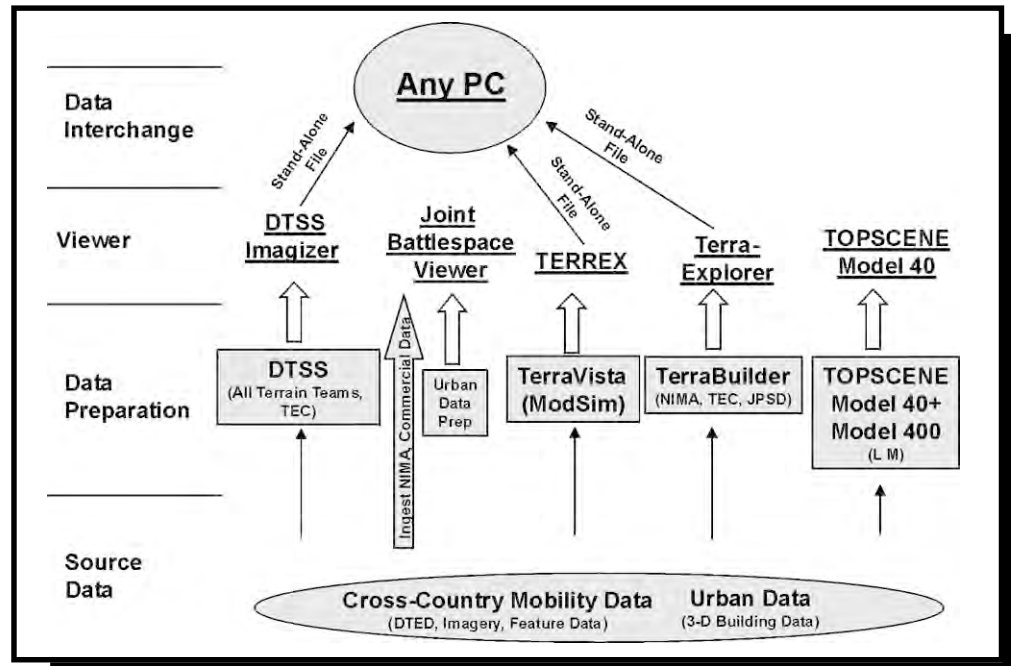 Any PC
Data
Interchange
Stand-Alone
File
Stand-Alone
File
Stand-Alone
File
Viewer
DTSS
Imagizer
Joint
Battlespace
Viewer
TERREX
Terra-
Explorer
TOPSCENE
Model 40
Data
Preparation
DTSS
(All Terrain Teams,
TEC)
Ingest NIMA, Commercial Data
Urban
Data
Prep
TerraVista
(ModSim)
TerraBuilder
(NIMA, TEC, JPSD)
TOPSCENE
Model 40+
Model 400
(L M)
Source
Data
Cross-Country Mobility Data
(DTED, Imagery, Feature Data)
Urban Data
(3-D Building Data)